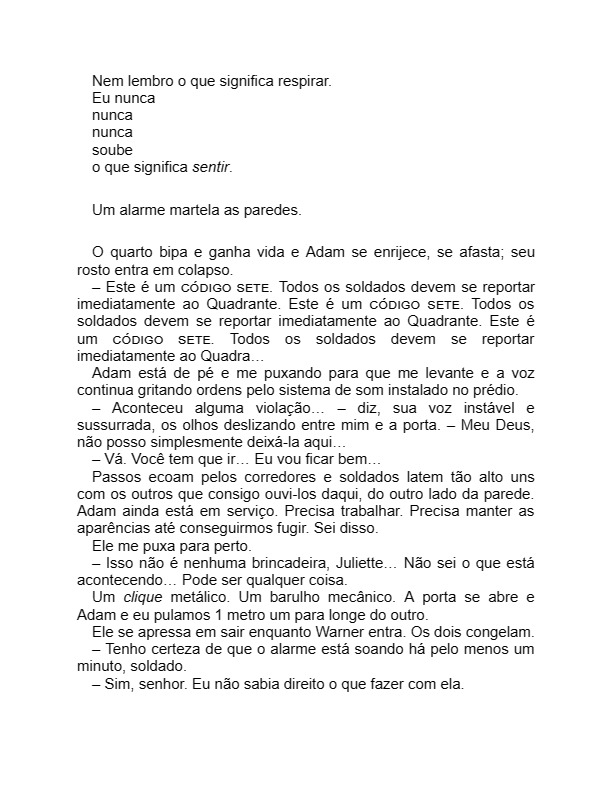 Nem lembro o que significa respirar.
Eu nunca
nunca
nunca
soube
o que significa sentir.
Um alarme martela as paredes.
O quarto bipa e ganha vida e Adam se enrijece, se afasta; seu
rosto entra em colapso.
– Este é um CÓDIGO SETE. Todos os soldados devem se reportar
imediatamente ao Quadrante. Este é um CÓDIGO SETE. Todos os
soldados devem se reportar imediatamente ao Quadrante. Este é
um CÓDIGO SETE. Todos os soldados devem se reportar
imediatamente ao Quadra…
Adam está de pé e me puxando para que me levante e a voz
continua gritando ordens pelo sistema de som instalado no prédio.
– Aconteceu alguma violação… – diz, sua voz instável e
sussurrada, os olhos deslizando entre mim e a porta. – Meu Deus,
não posso simplesmente deixá-la aqui…
– Vá. Você tem que ir… Eu vou ficar bem…
Passos ecoam pelos corredores e soldados latem tão alto uns
com os outros que consigo ouvi-los daqui, do outro lado da parede.
Adam ainda está em serviço. Precisa trabalhar. Precisa manter as
aparências até conseguirmos fugir. Sei disso.
Ele me puxa para perto.
– Isso não é nenhuma brincadeira, Juliette… Não sei o que está
acontecendo… Pode ser qualquer coisa.
Um clique metálico. Um barulho mecânico. A porta se abre e
Adam e eu pulamos 1 metro um para longe do outro.
Ele se apressa em sair enquanto Warner entra. Os dois congelam.
– Tenho certeza de que o alarme está soando há pelo menos um
minuto, soldado.
– Sim, senhor. Eu não sabia direito o que fazer com ela.